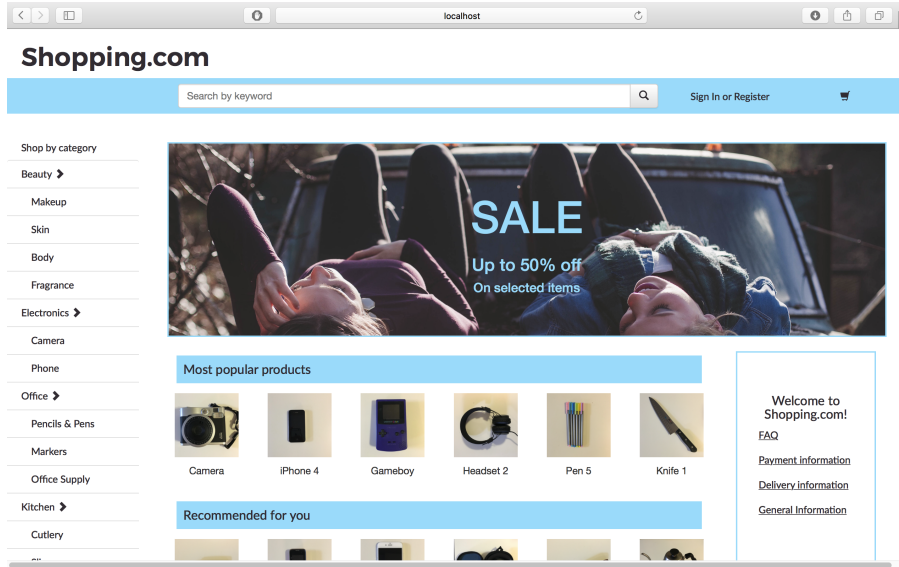 localhost
Shopping.com
Search by keyword
Sign In or Register
Shop by category
Beauty
Makeup
Skin
Body
Fragrance
Electronics
Camera
Phone
Office
Pencils & Pens
Markers
Office Supply
Kitchen
Cutlery
SALE
Up to 50% off
On selected items
Most popular products
Camera
iPhone 4
Gameboy
Headset 2
Pen 5
Knife 1
Recommended for you
Welcome to
Shopping.com!
FAQ
Payment information
Delivery information
General Information